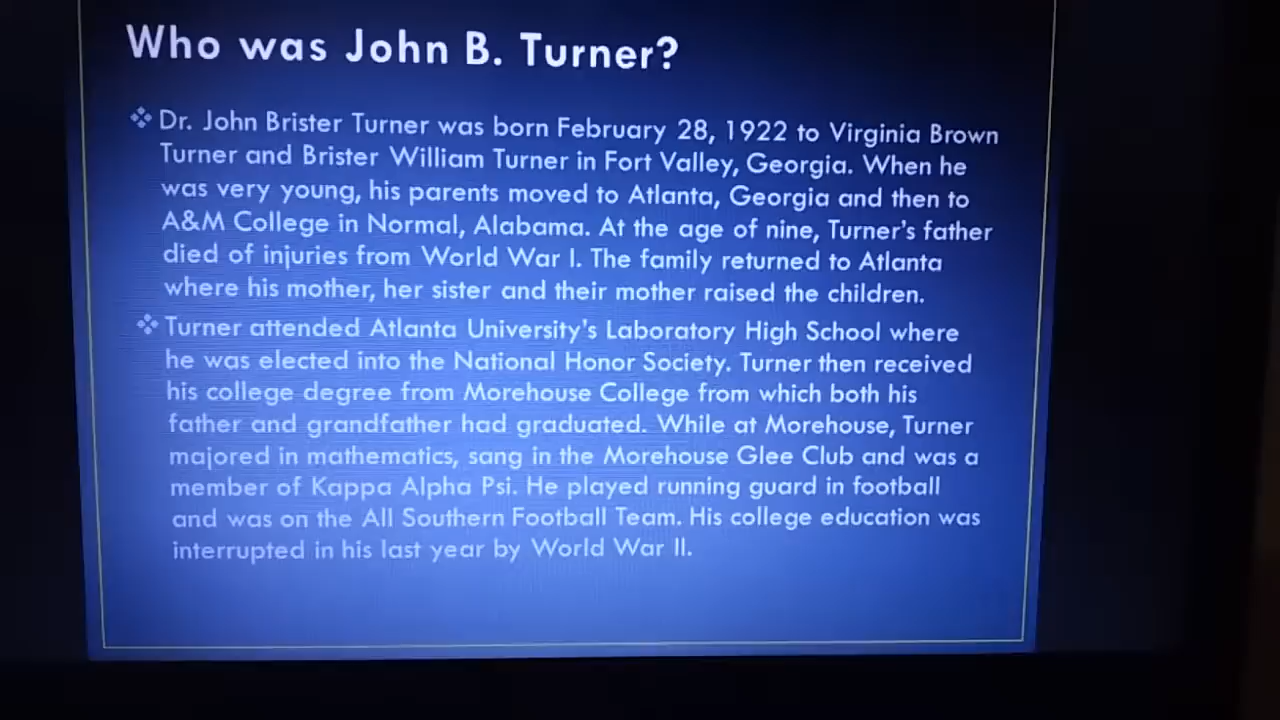 Who was John B. Turner?
Dr. John Brister Turner was born February 28, 1922 to Virginia Brown
Turner and Brister William Turner in Fort Valley, Georgia. When he
was very young, his parents moved to Atlanta, Georgia and then to
A&M College in Normal, Alabama. At the age of nine, Turner's father
died of injuries from World War I. The family returned to Atlanta
where his mother, her sister and their mother raised the children.
Turner attended Atlanta University's Laboratory High School where
he was elected into the National Honor Society. Turner then received
his college degree from Morehouse College from which both his
father and grandfather had graduated. While at Morehouse, Turner
majored in mathematics, sang in the Morehouse Glee Club and was a
member of Kappa Alpha Psi. He played running guard in football
and was on the All Southern Football Team. His college education was
interrupted in his last year by World War II.